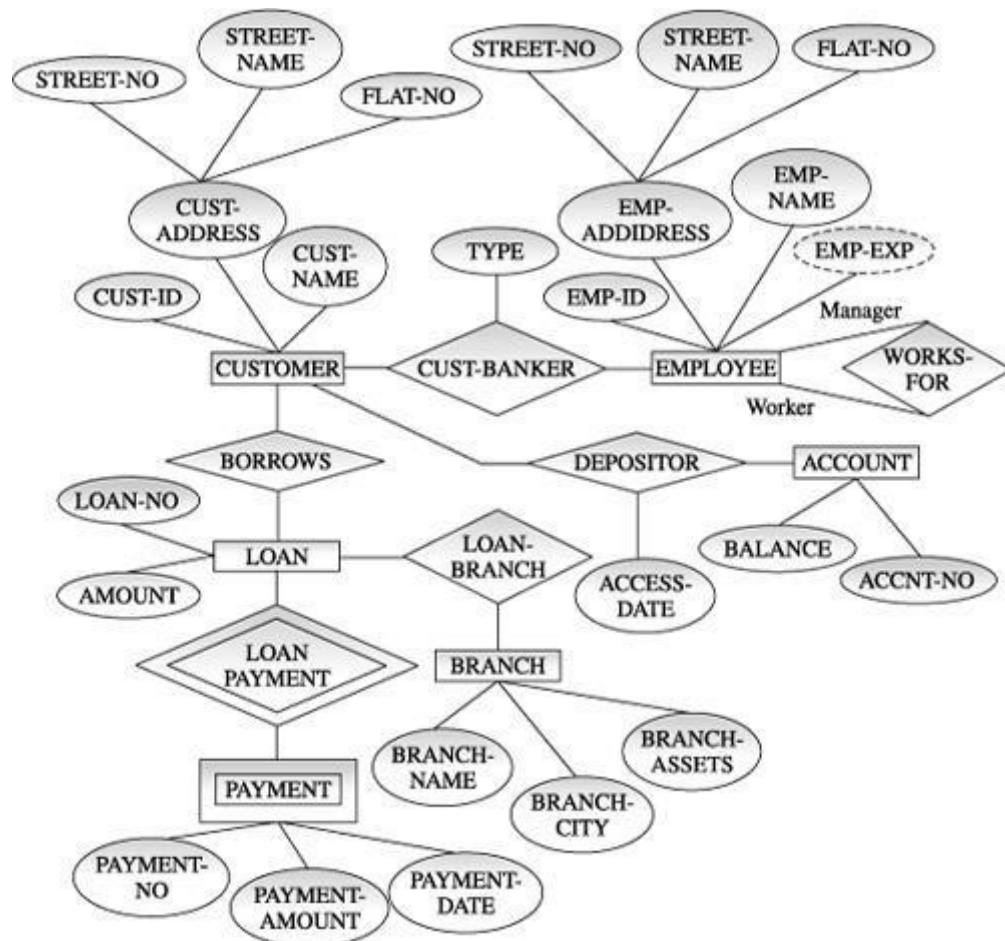 STREET-
NAME
STREET-NO
FLAT-NO
STREET-NO
STREET-
NAME
FLAT-NO
CUST-
ADDRESS
CUST-
NAME
CUST-ID
TYPE
EMP-
ADDIDRESS
EMP-
NAME
EMP-EXP
EMP-ID
Manager
CUSTOMER
CUST-BANKER
EMPLOYEE
WORKS-
FOR
Worker
BORROWS
DEPOSITOR
ACCOUNT
LOAN-NO
LOAN
AMOUNT
LOAN-
BRANCH
ACCESS-
DATE
BALANCE
ACCNT-NO
LOAN
PAYMENT
BRANCH
BRANCH-
NAME
BRANCH-
CITY
BRANCH-
ASSETS
PAYMENT
PAYMENT-
NO
PAYMENT-
AMOUNT
PAYMENT-
DATE